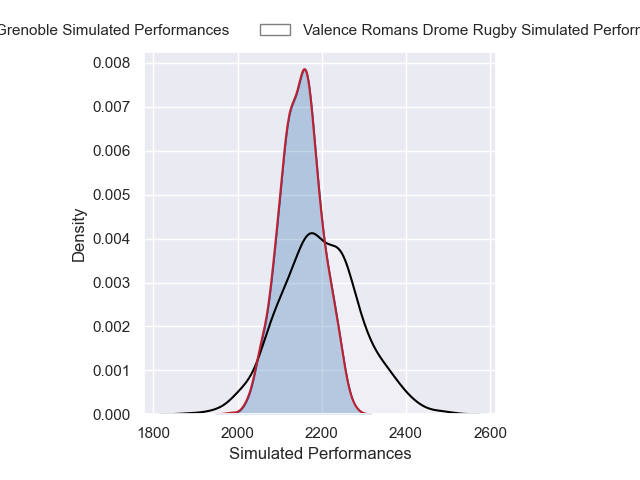 Grenoble Simulated Performances
Valence Romans Drome Rugby Simulated
0.008
0.007
0.006
0.005
0.004
0.003
0.002
0.001
0.000
Density
1800 2000 2200 2400 2600
Simulated Performances